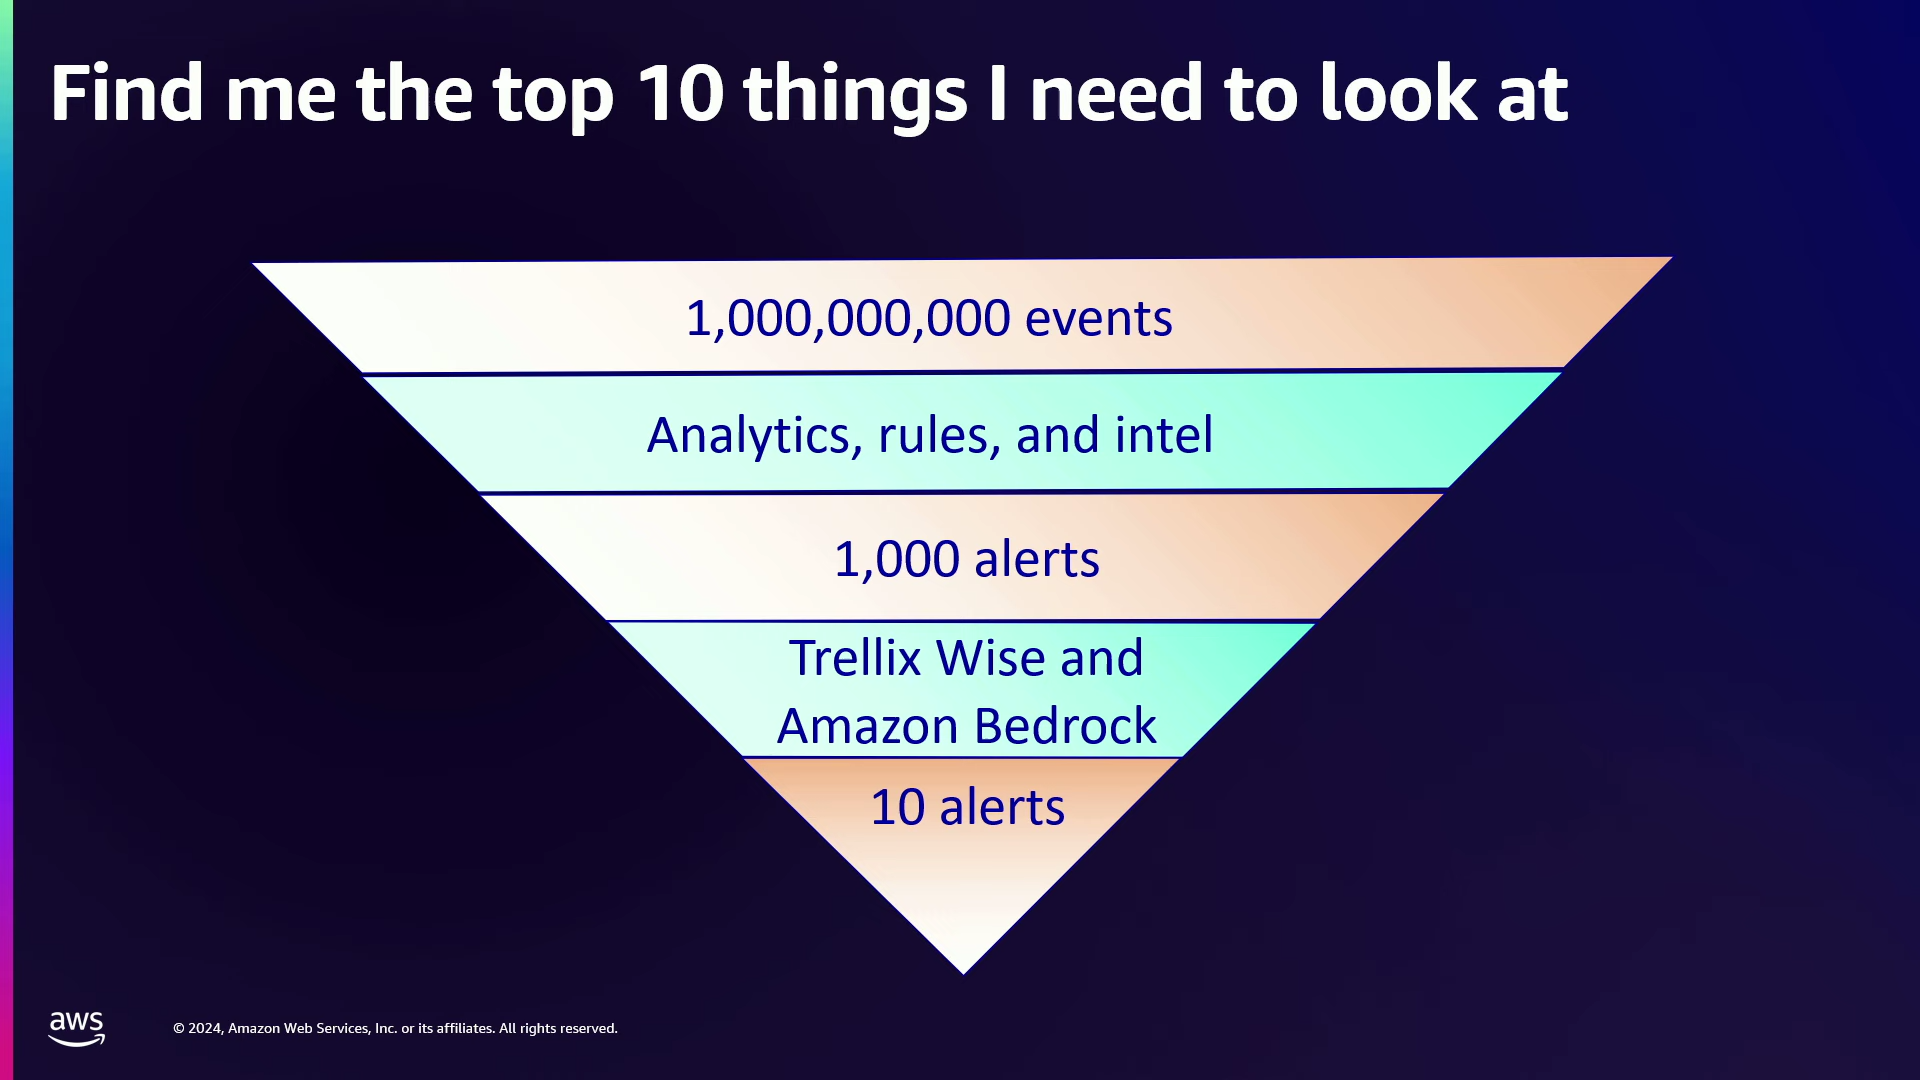 Find me the top 10 things I need to look at
1,000,000,000 events
Analytics, rules, and intel
1,000 alerts
Trellix Wise and
Amazon Bedrock
10 alerts
aws
© 2024, Amazon Web Services, Inc. or its affiliates. All rights reserved.